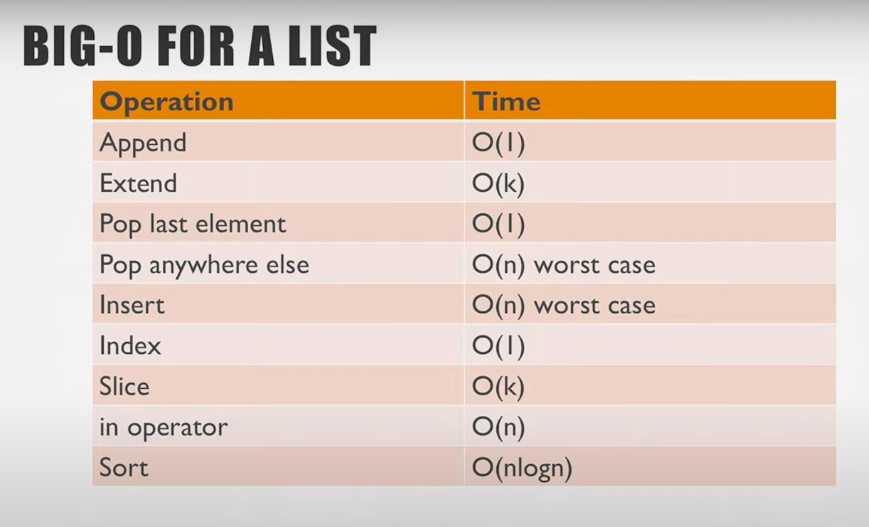 BIG-O FOR A LIST
Operation Time
Append O(1)
Extend O(k)
Pop last element O(1)
Pop anywhere else O(n) worst case
Insert O(n) worst case
Index O(1)
Slice O(k)
in operator O(n)
Sort O(nlogn)